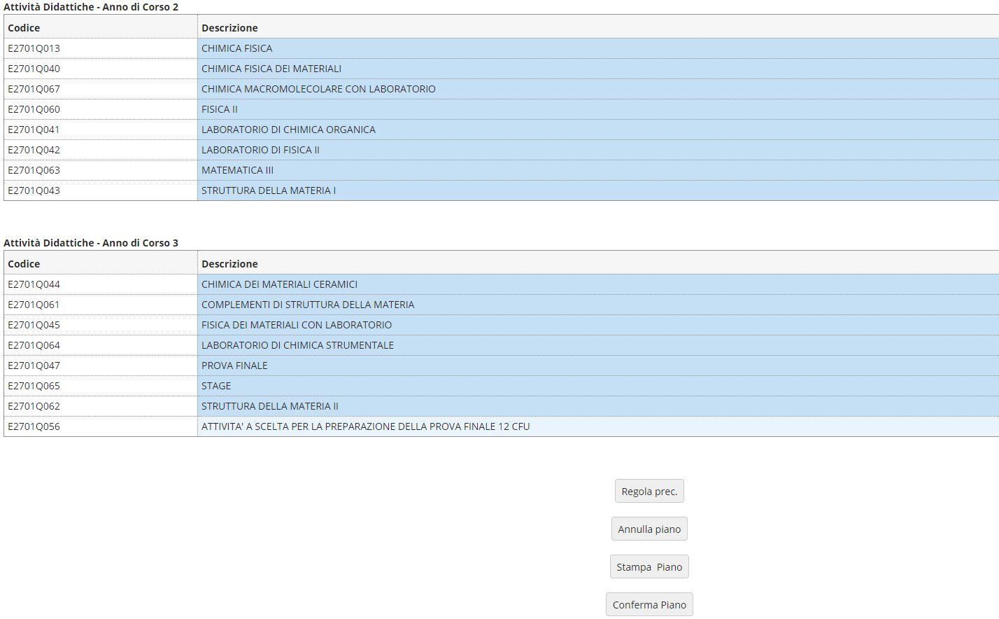 Attività Didattiche - Anno di Corso 2
Codice Descrizione
E2701Q013 CHIMICA FISICA
E2701Q040 CHIMICA FISICA DEI MATERIALI
E2701Q067 CHIMICA MACROMOLECOLARE CON LABORATORIO
E2701Q060 FISICA II
E2701Q041 LABORATORIO DI CHIMICA ORGANICA
E2701Q042 LABORATORIO DI FISICA II
E2701Q063 MATEMATICA III
E2701Q043 STRUTTURA DELLA MATERIA I
Attività Didattiche - Anno di Corso 3
Codice Descrizione
E2701Q044 CHIMICA DEI MATERIALI CERAMICI
E2701Q061 COMPLEMENTI DI STRUTTURA DELLA MATERIA
E2701Q045 FISICA DEI MATERIALI CON LABORATORIO
E2701Q064 LABORATORIO DI CHIMICA STRUMENTALE
E2701Q047 PROVA FINALE
E2701Q065 STAGE
E2701Q062 STRUTTURA DELLA MATERIA II
E2701Q056 ATTIVITA' A SCELTA PER LA PREPARAZIONE DELLA PROVA FINALE 12 CFU
Regola prec.
Annulla piano
Stampa Piano
Conferma Piano